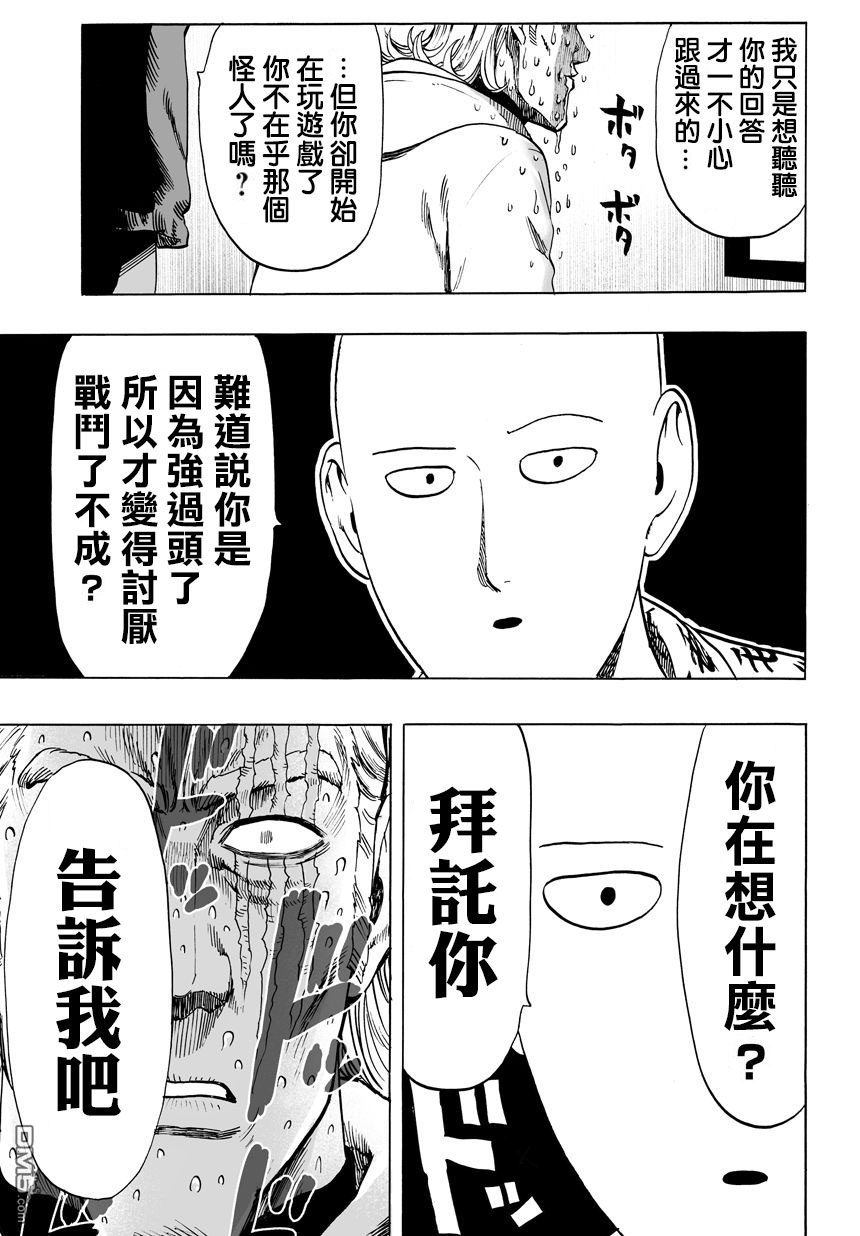 我只是想聽聽
你的回答
才一不小心
跟過來的…
ボタ
ボタ
…但你卻開始
在玩遊戲了
你不在乎那個
怪人了嗎？
難道說你是
因為強過頭了
所以才變得討厭
戰鬥了不成？
卍
你在想什麼？
拜託你
ドッ
ドッ
告訴我吧
DM5
.com